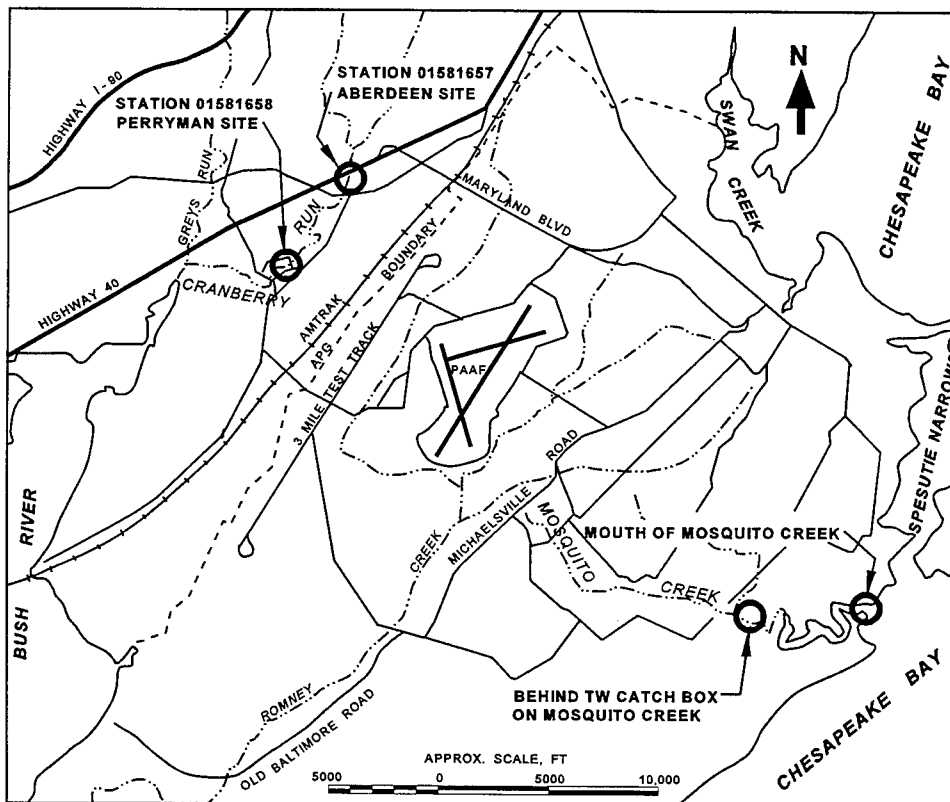 HIGHWAY I-90
STATION 01581657
ABERDEEN SITE
STATION 01581658
PERRYMAN SITE
N
SWAN
CREEK
CHESAPEAKE BAY
GREYS RUN
RUN
CRANBERRY
HIGHWAY 40
MARYLAND BLVD
AMTRAK
APG BOUNDARY
3 MILE TEST TRACK
PAAF
SPESUTIE NARROWS
MICHAELSVILLE ROAD
CREEK
ROMNEY
MOSQUITO
CREEK
MOUTH OF MOSQUITO CREEK
BUSH RIVER
BEHIND TW CATCH BOX
ON MOSQUITO CREEK
CHESAPEAKE BAY
OLD BALTIMORE ROAD
APPROX. SCALE, FT
5000 0 5000 10,000